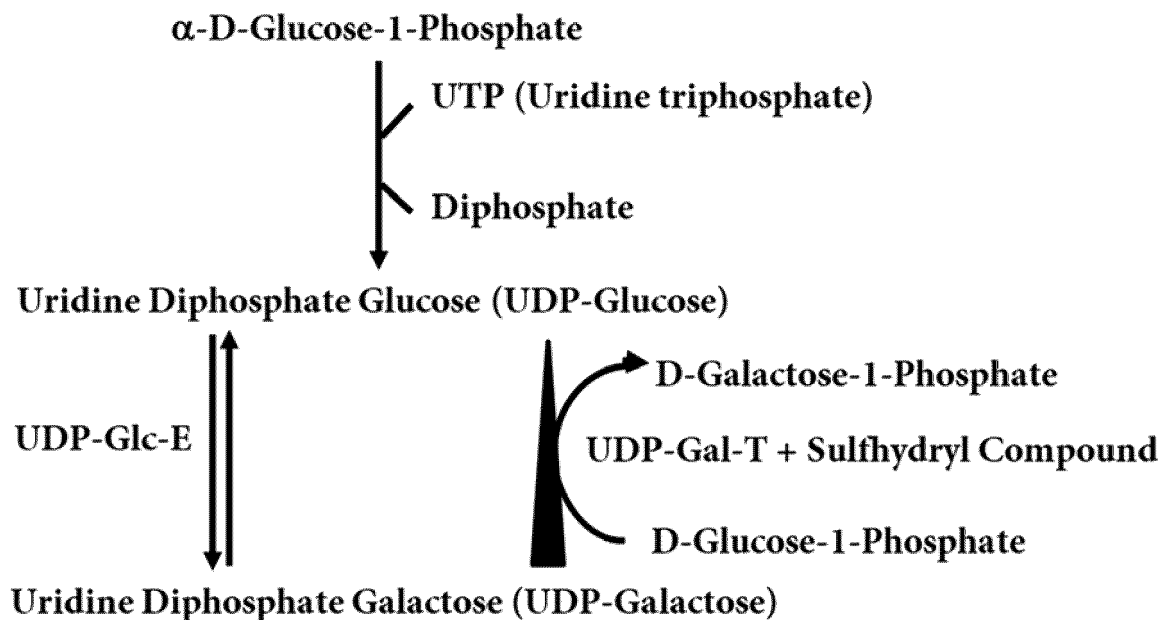 α-D-Glucose-1-Phosphate
UTP (Uridine triphosphate)
Diphosphate
Uridine Diphosphate Glucose (UDP-Glucose)
D-Galactose-1-Phosphate
UDP-Glc-E
UDP-Gal-T + Sulfhydryl Compound
D-Glucose-1-Phosphate
Uridine Diphosphate Galactose (UDP-Galactose)